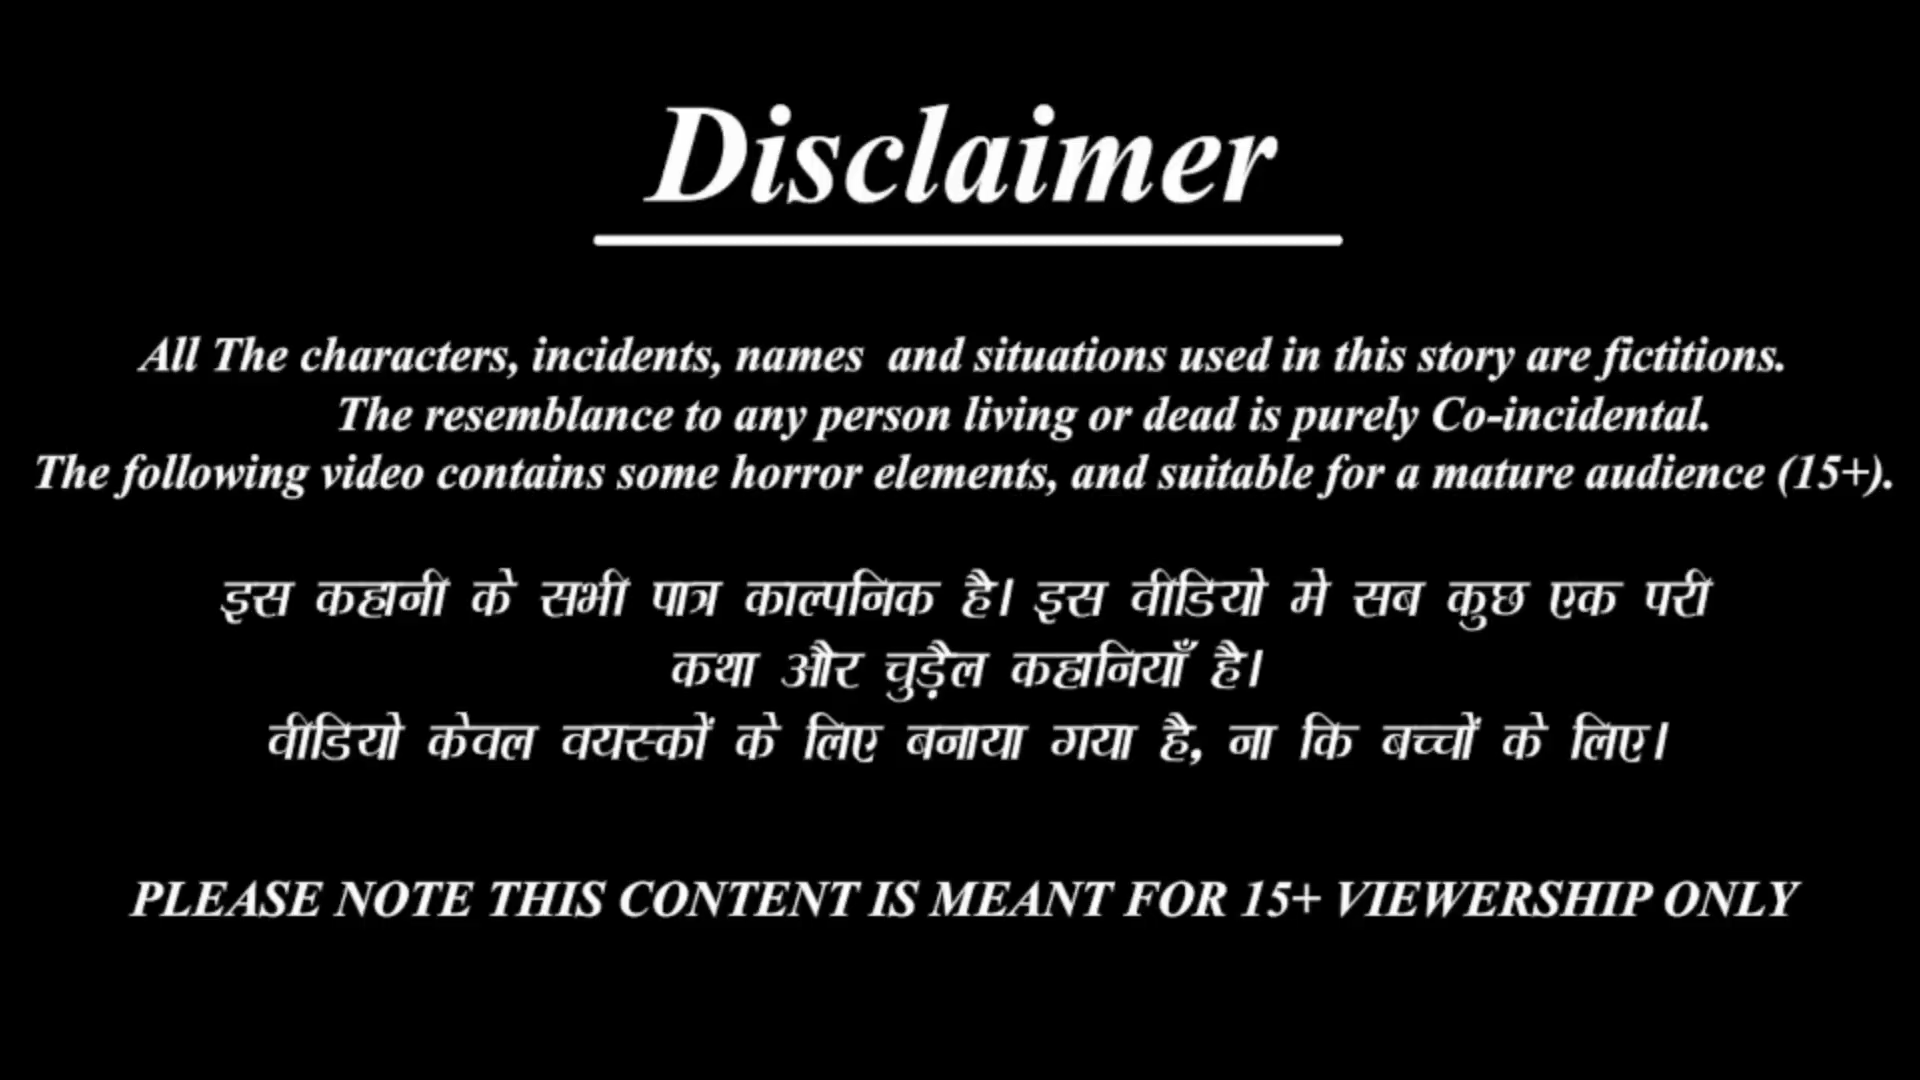 Disclaimer
All The characters, incidents, names and situations used in this story are fictitions.
The resemblance to any person living or dead is purely Co-incidental.
The following video contains some horror elements, and suitable for a mature audience (15+).
इस कहानी के सभी पात्र काल्पनिक है। इस वीडियो मे सब कुछ एक परी
कथा और चुड़ैल कहानियाँ है।
वीडियो केवल वयस्कों के लिए बनाया गया है, ना कि बच्चों के लिए।
PLEASE NOTE THIS CONTENT IS MEANT FOR 15+ VIEWERSHIP ONLY